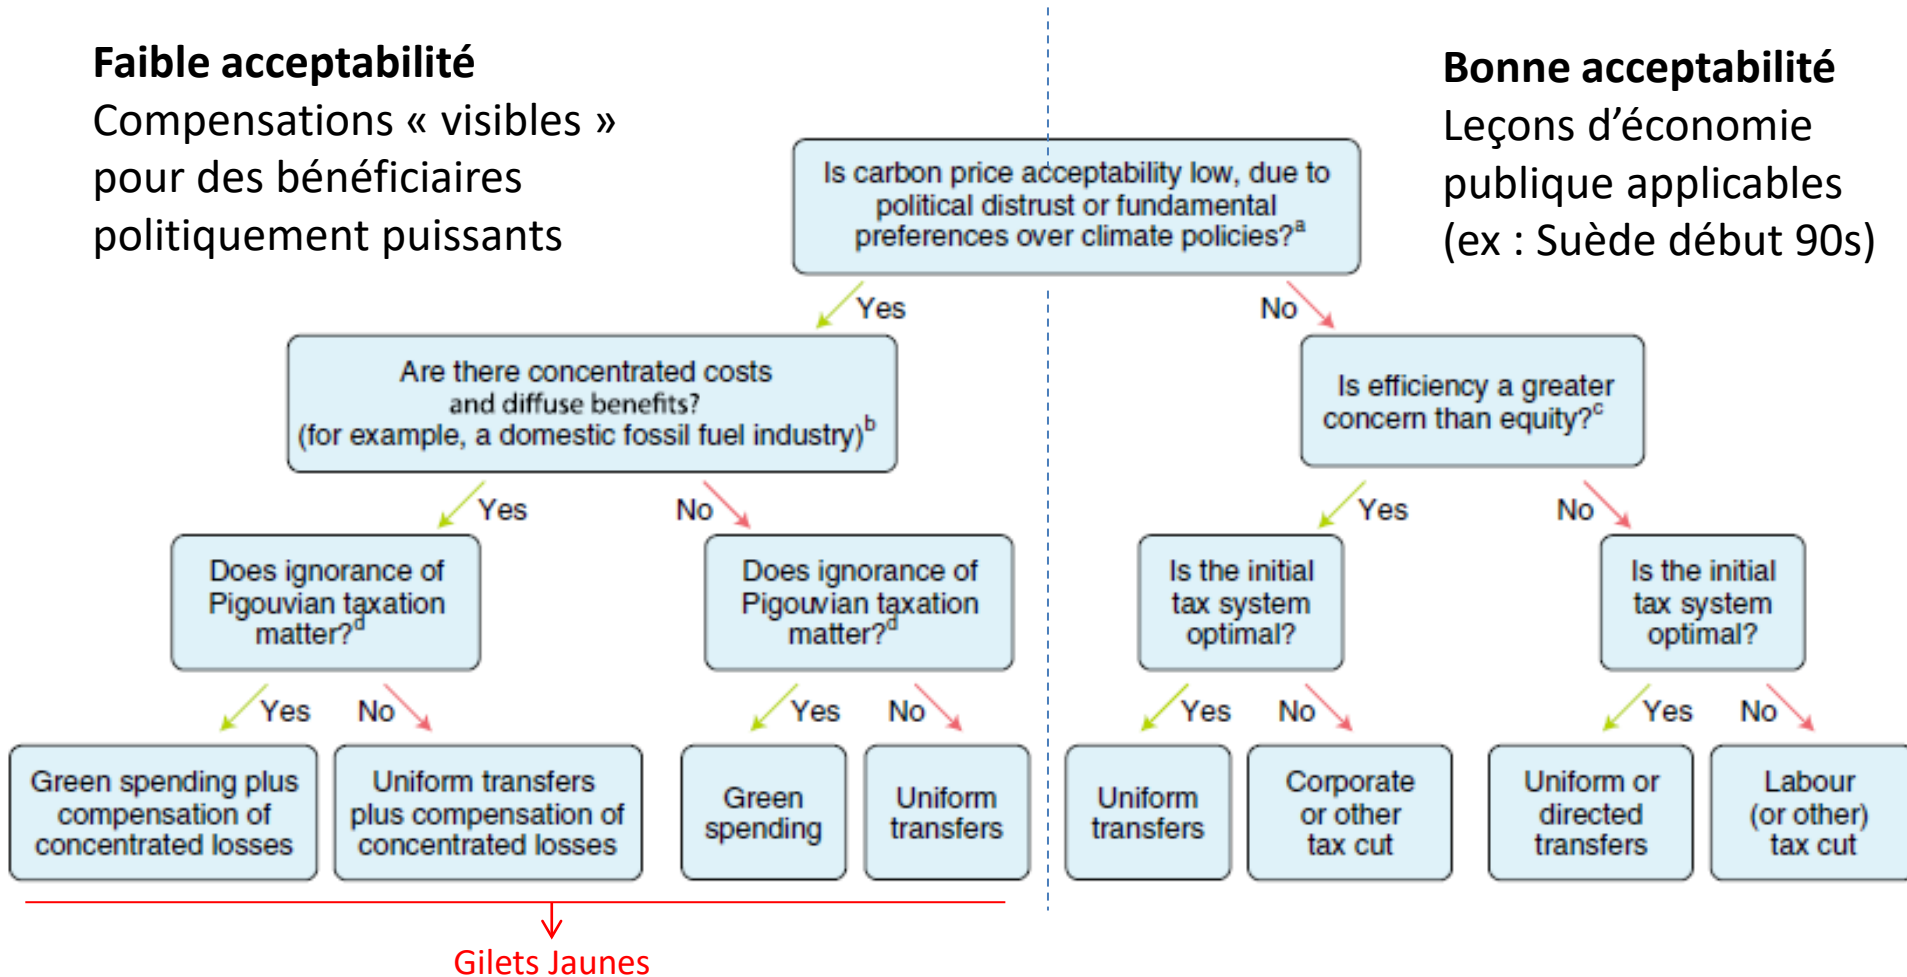 Faible acceptabilité
Compensations « visibles »
pour des bénéficiaires
politiquement puissants
Bonne acceptabilité
Leçons d'économie
publique applicables
(ex : Suède début 90s)
Is carbon price acceptability low, due to
political distrust or fundamental
preferences over climate policies?a
Yes
No
Are there concentrated costs
and diffuse benefits?
(for example, a domestic fossil fuel industry)b
Is efficiency a greater
concern than equity?c
Yes
No
Yes
No
Does ignorance of
Pigouvian taxation
matter?d
Does ignorance of
Pigouvian taxation
matter?d
Is the initial
tax system
optimal?
Is the initial
tax system
optimal?
Yes
No
Yes
No
Yes
No
Yes
No
Green spending plus
compensation of
concentrated losses
Uniform transfers
plus compensation of
concentrated losses
Green
spending
Uniform
transfers
Uniform
transfers
Corporate
or other
tax cut
Uniform or
directed
transfers
Labour
(or other)
tax cut
Gilets Jaunes